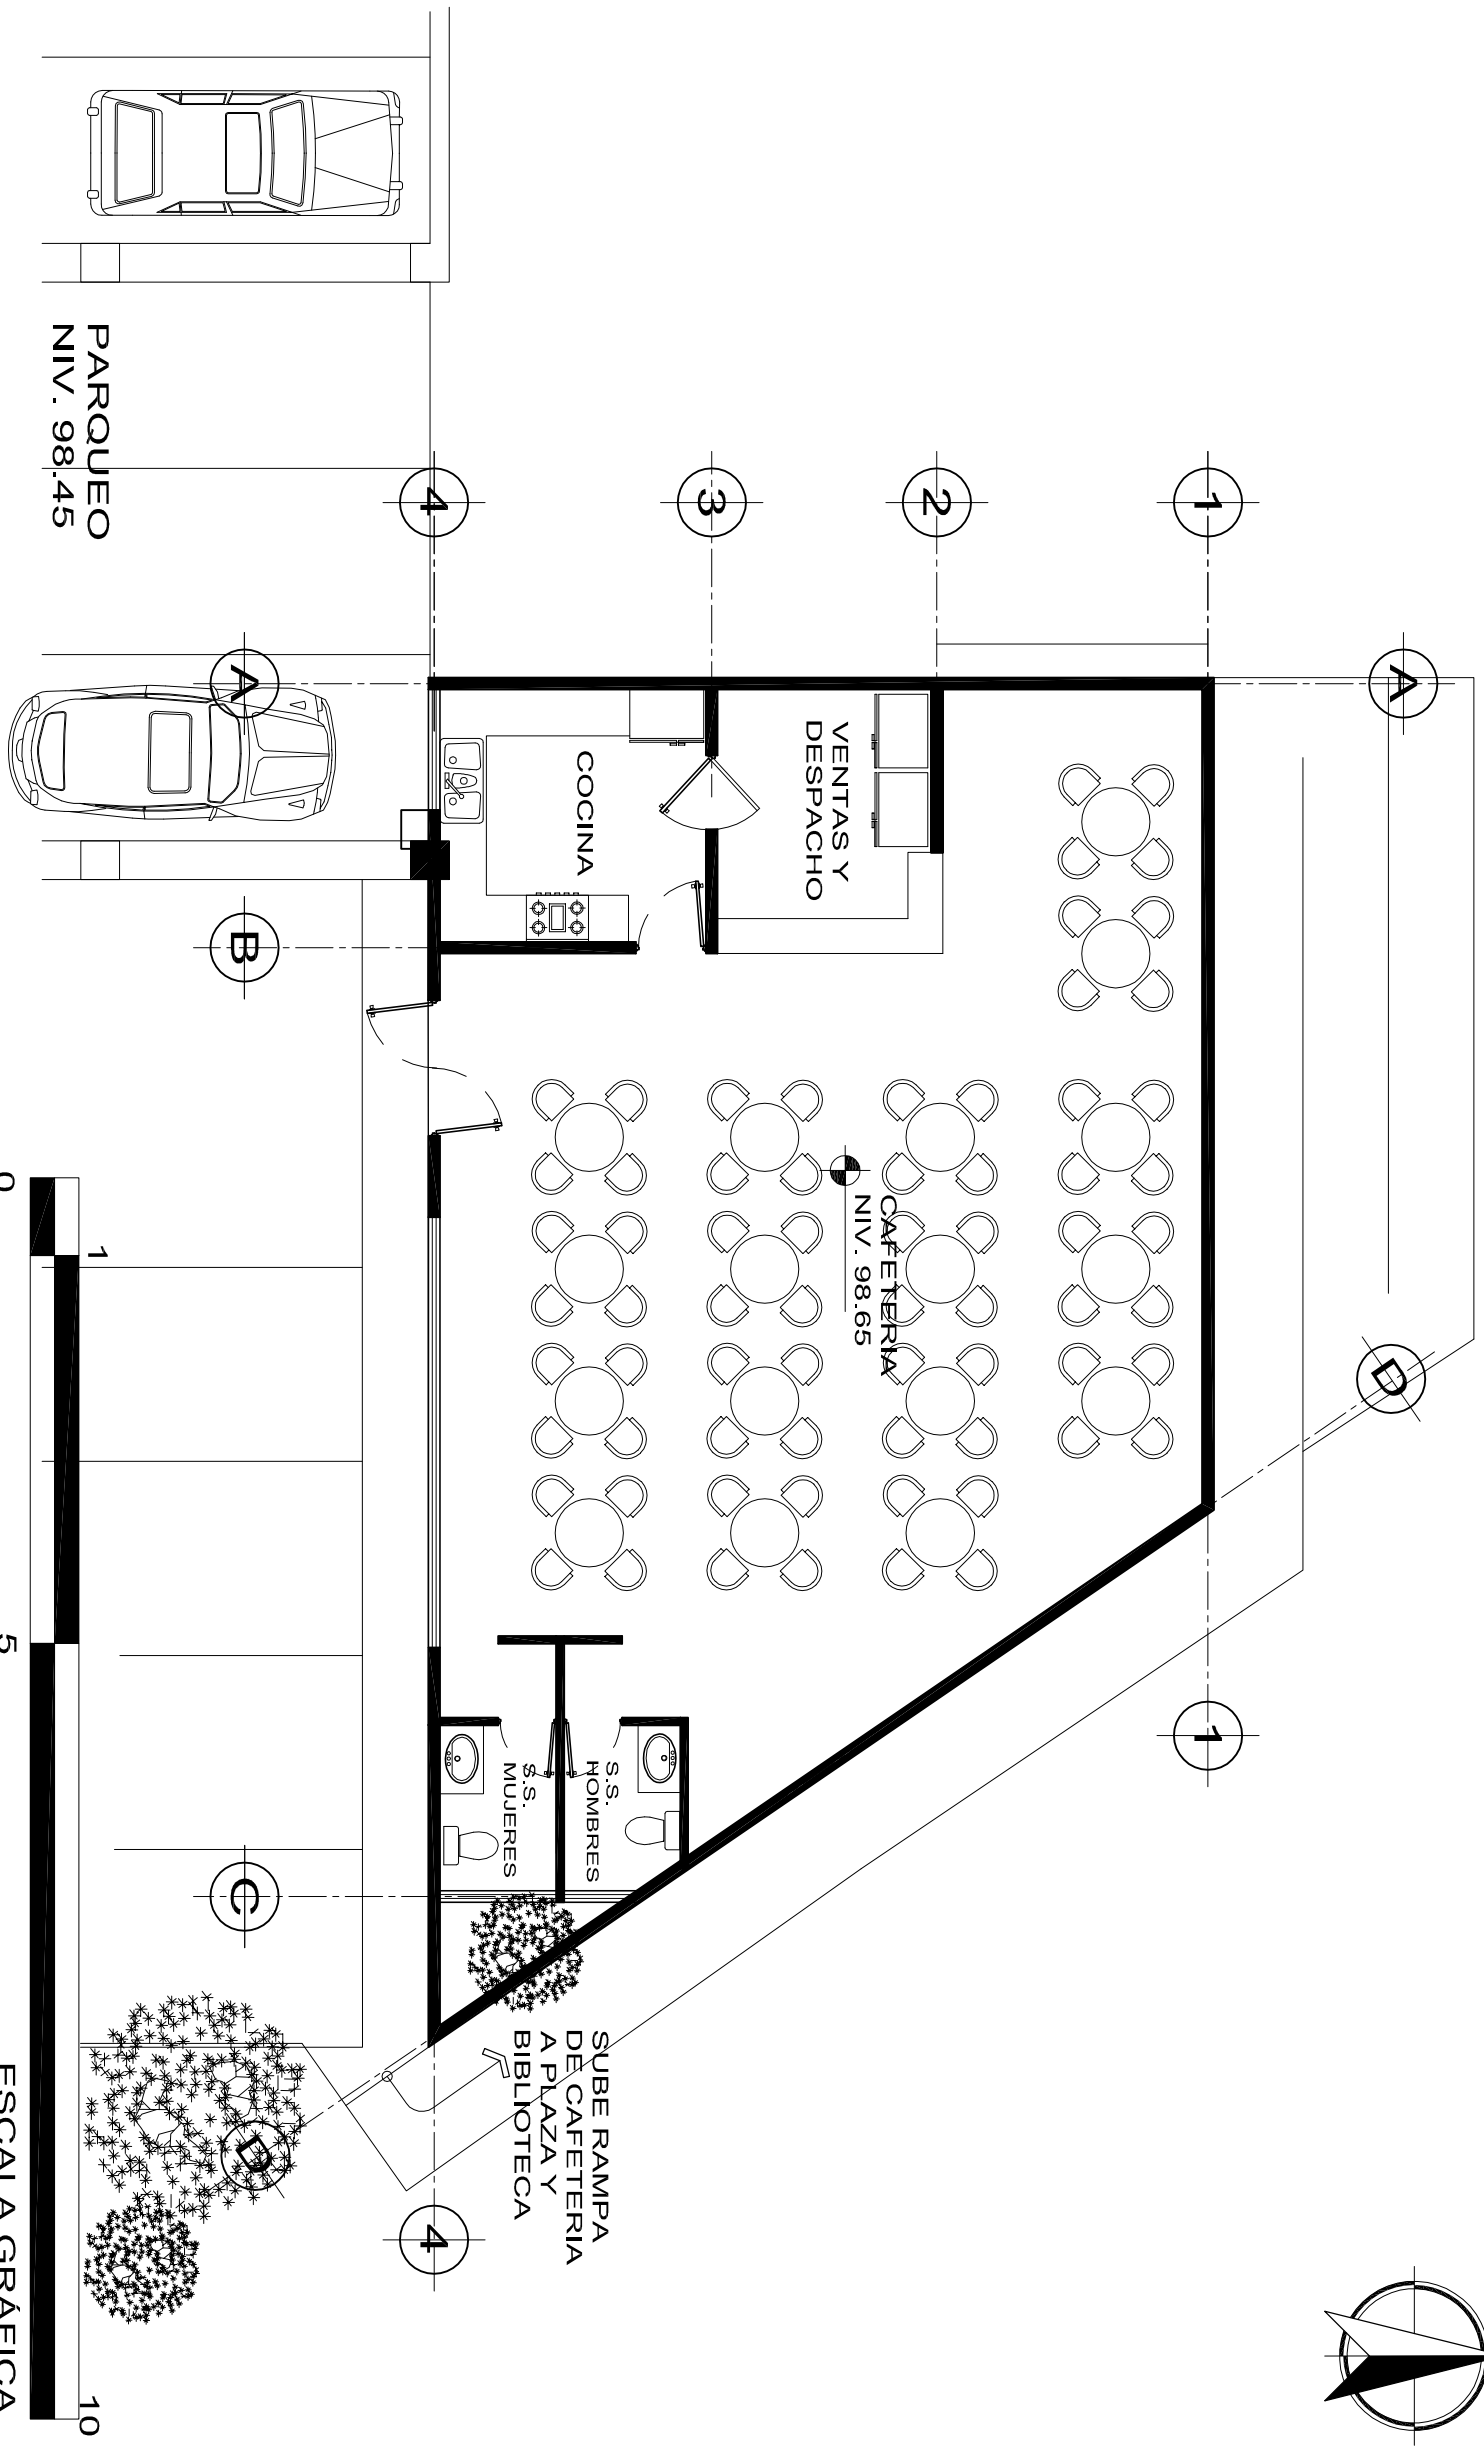 A
1
2
3
4
PARQUEO
NIV. 98.45
A
B
VENTAS Y
DESPACHO
COCINA
CAFETERIA
NIV. 98.65
D
1
S.S.
HOMBRES
S.S.
MUJERES
C
SUBE RAMPA
DE CAFETERIA
A PLAZA Y
BIBLIOTECA
D
4
0
1
5
10
ESCALA GRÁFICA